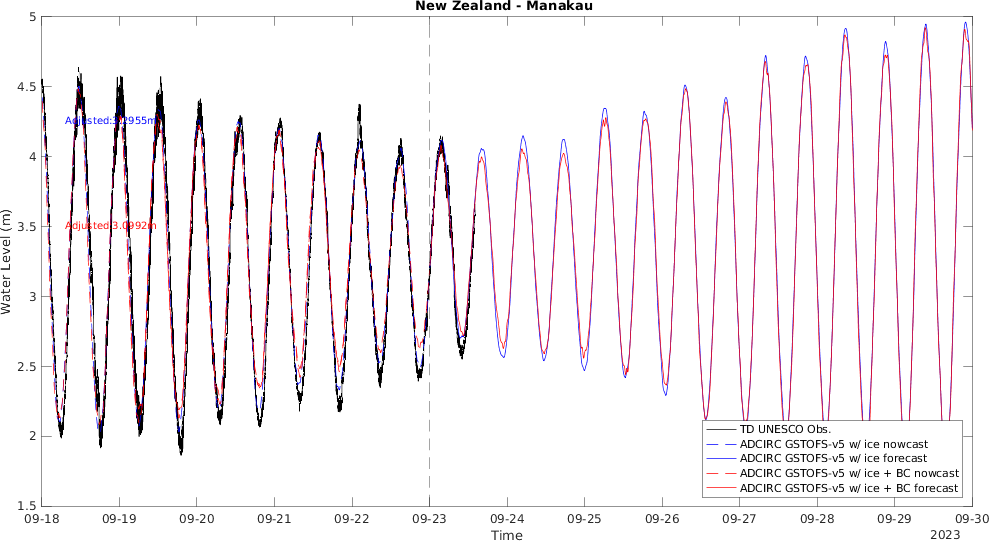 New Zealand - Manakau
Water Level (m)
5
4.5
4
3.5
3
2.5
2
1.5
Adjusted:3.2955m
Adjusted:3.0992m
TD UNESCO Obs.
ADCIRC GSTOFS-v5 w/ ice nowcast
ADCIRC GSTOFS-v5 w/ ice forecast
ADCIRC GSTOFS-v5 w/ ice + BC nowcast
ADCIRC GSTOFS-v5 w/ ice + BC forecast
09-18 09-19 09-20 09-21 09-22 09-23 09-24 09-25 09-26 09-27 09-28 09-29 09-30
Time
2023